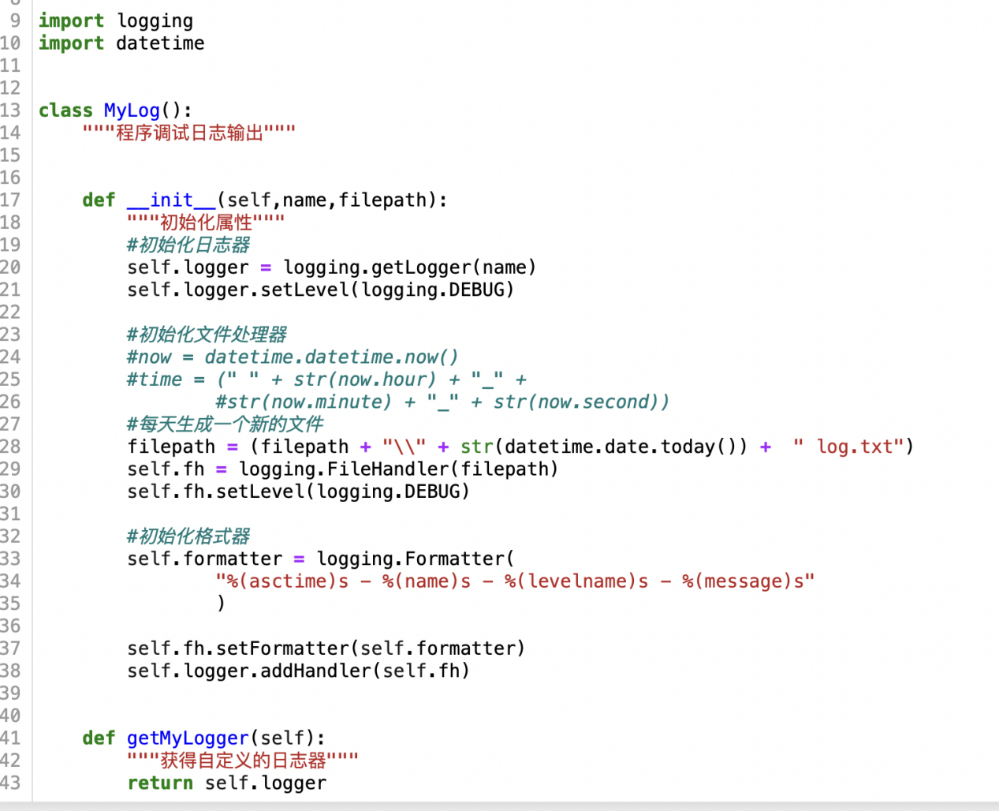 9 import logging
10 import datetime
11
12
13 class MyLog():
14     """程序调试日志输出"""
15
16
17     def __init__(self,name,filepath):
18         """初始化属性"""
19         #初始化日志器
20         self.logger = logging.getLogger(name)
21         self.logger.setLevel(logging.DEBUG)
22
23         #初始化文件处理器
24         #now = datetime.datetime.now()
25         #time = (" " + str(now.hour) + "_" +
26                 #str(now.minute) + "_" + str(now.second))
27         #每天生成一个新的文件
28         filepath = (filepath + "\\" + str(datetime.date.today()) +  " log.txt")
29         self.fh = logging.FileHandler(filepath)
30         self.fh.setLevel(logging.DEBUG)
31
32         #初始化格式器
33         self.formatter = logging.Formatter(
34                 "%(asctime)s - %(name)s - %(levelname)s - %(message)s"
35                 )
36
37         self.fh.setFormatter(self.formatter)
38         self.logger.addHandler(self.fh)
39
40
41     def getMyLogger(self):
42         """获得自定义的日志器"""
43         return self.logger